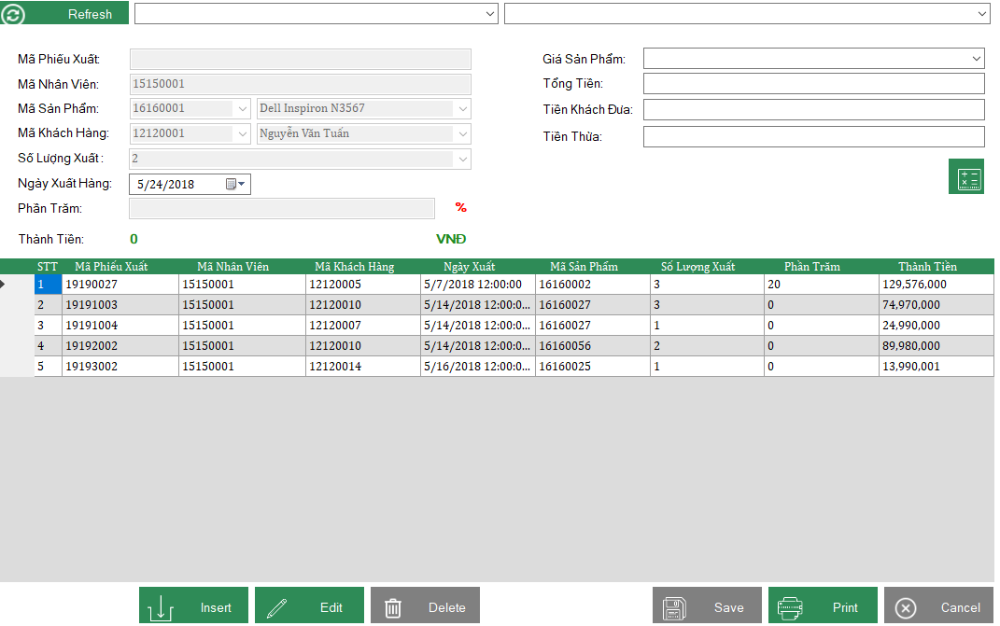 Refresh
Mã Phiếu Xuất:
Mã Nhân Viên: 15150001
Mã Sản Phẩm: 16160001 Dell Inspiron N3567
Mã Khách Hàng: 12120001 Nguyễn Văn Tuấn
Số Lượng Xuất: 2
Ngày Xuất Hàng: 5/24/2018
Phần Trăm: %
Thành Tiền: 0 VNĐ
Giá Sản Phẩm:
Tổng Tiền:
Tiền Khách Đưa:
Tiền Thừa:
STT Mã Phiếu Xuất Mã Nhân Viên Mã Khách Hàng Ngày Xuất Mã Sản Phẩm Số Lượng Xuất Phần Trăm Thành Tiền
1 19190027 15150001 12120005 5/7/2018 12:00:00 16160002 3 20 129,576,000
2 19191003 15150001 12120010 5/14/2018 12:00:0... 16160027 3 0 74,970,000
3 19191004 15150001 12120007 5/14/2018 12:00:0... 16160027 1 0 24,990,000
4 19192002 15150001 12120010 5/14/2018 12:00:0... 16160056 2 0 89,980,000
5 19193002 15150001 12120014 5/16/2018 12:00:0... 16160025 1 0 13,990,001
Insert Edit Delete Save Print Cancel